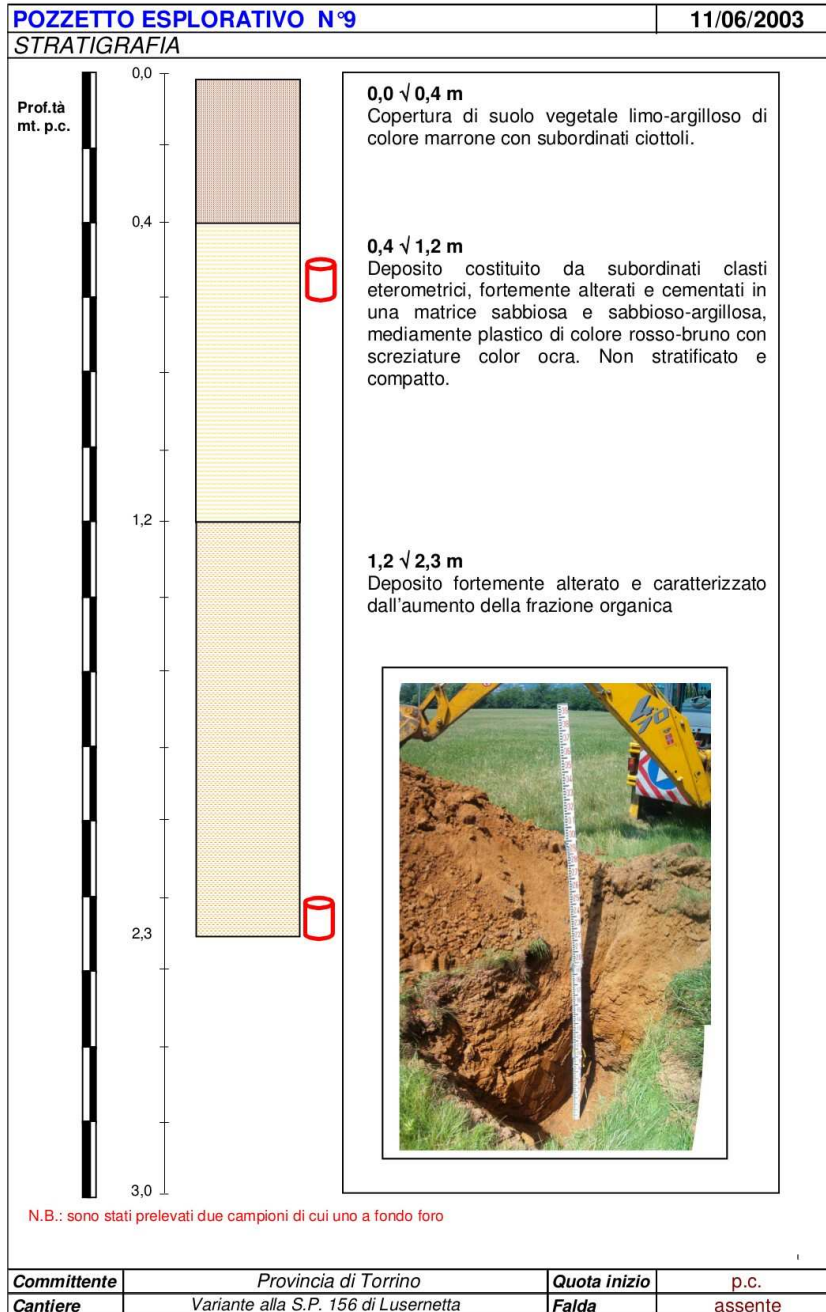 POZZETTO ESPLORATIVO N°9
11/06/2003
STRATIGRAFIA
Prof.tà
mt. p.c.
0,0
0,4
1,2
2,3
3,0
0,0 √ 0,4 m
Copertura di suolo vegetale limo-argilloso di
colore marrone con subordinati ciottoli.
0,4 √ 1,2 m
Deposito costituito da subordinati clasti
eterometrici, fortemente alterati e cementati in
una matrice sabbiosa e sabbioso-argillosa,
mediamente plastico di colore rosso-bruno con
screziature color ocra. Non stratificato e
compatto.
1,2 √ 2,3 m
Deposito fortemente alterato e caratterizzato
dall'aumento della frazione organica
N.B.: sono stati prelevati due campioni di cui uno a fondo foro
Committente Provincia di Torrino Quota inizio p.c.
Cantiere Variante alla S.P. 156 di Lusernetta Falda assente